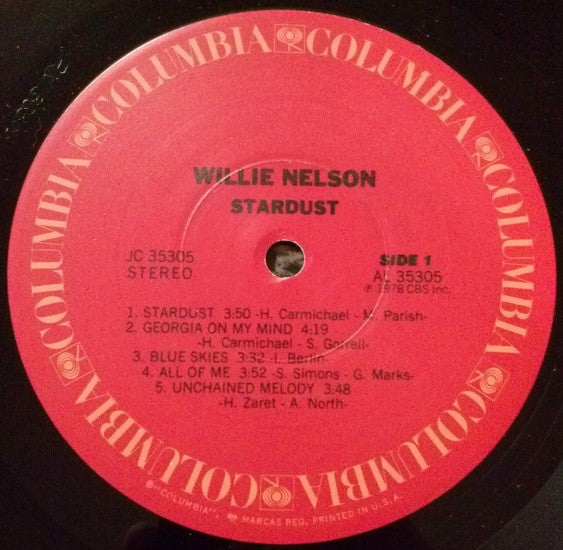 COLUMBIA COLUMBIA COLUMBIA COLUMBIA COLUMBIA COLUMBIA
WILLIE NELSON
STARDUST
JC 35305
STEREO
SIDE 1
AL 35305
℗ 1978 CBS Inc.
1. STARDUST 3:50 -H. Carmichael - M. Parish-
2. GEORGIA ON MY MIND 4:19
-H. Carmichael - S. Gorrell-
3. BLUE SKIES 3:32 -I. Berlin-
4. ALL OF ME 3:52 -S. Simons - G. Marks-
5. UNCHAINED MELODY 3:48
-H. Zaret - A. North-
"COLUMBIA", MARCAS REG. PRINTED IN U.S.A.